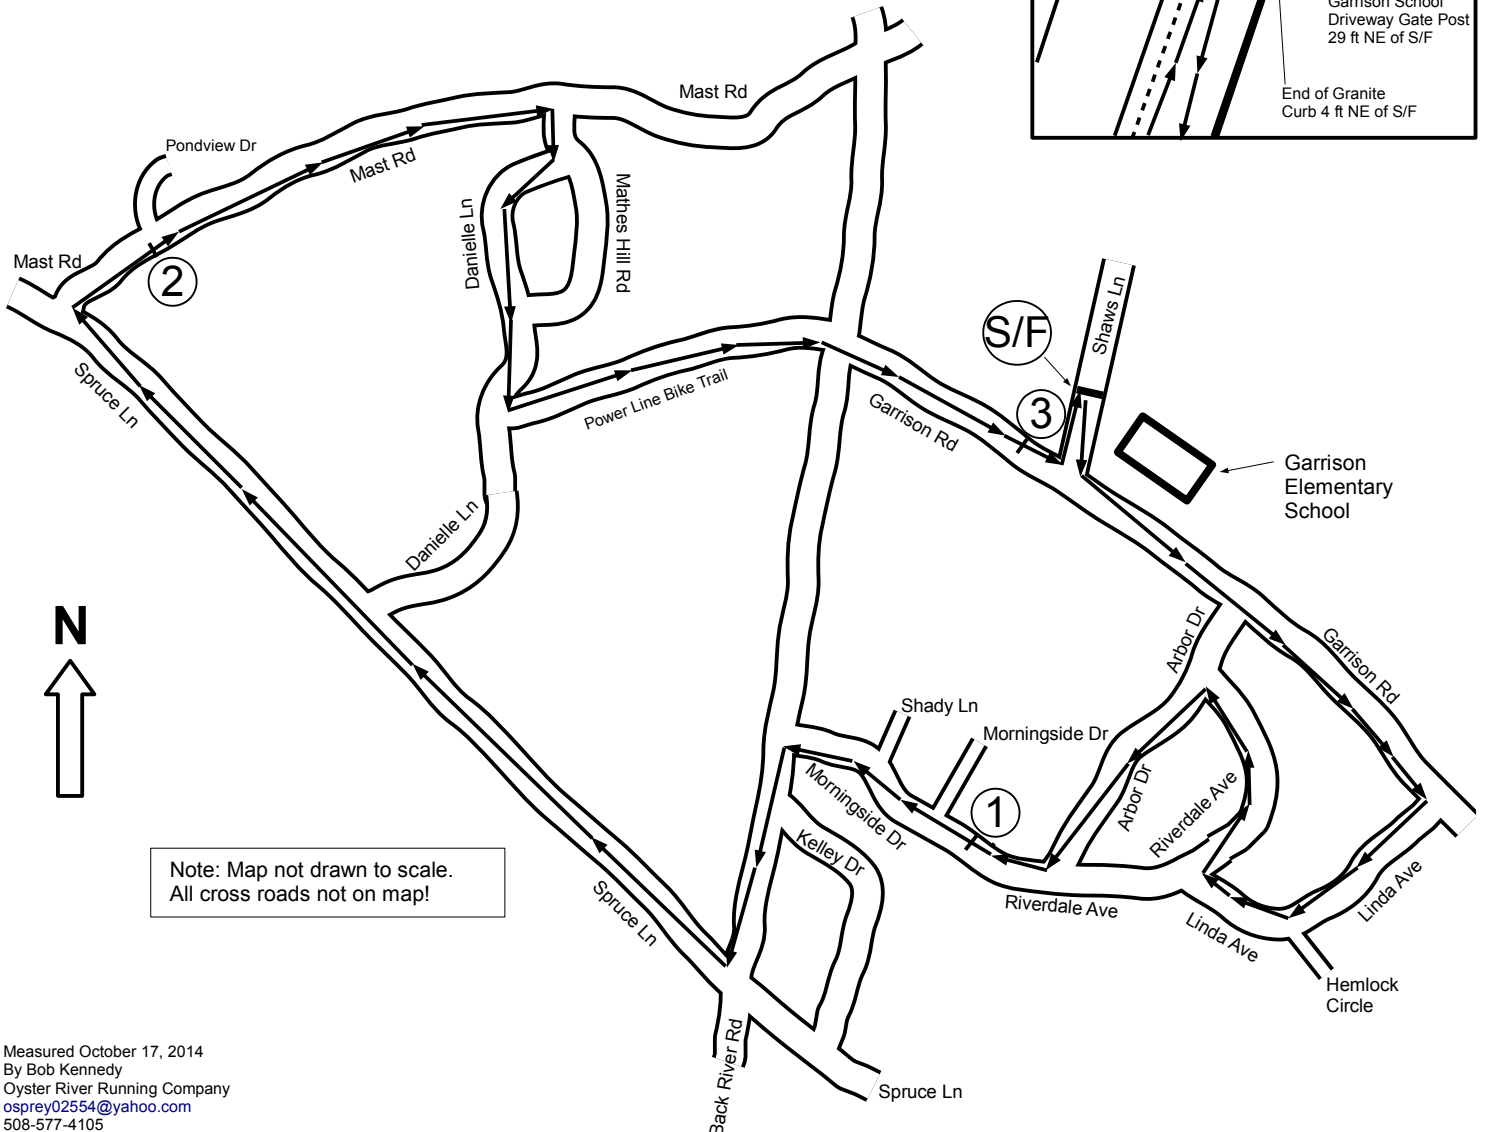 Garrison School
Driveway Gate Post
29 ft NE of S/F
End of Granite
Curb 4 ft NE of S/F
Mast Rd
Pondview Dr
Mast Rd
Mast Rd
2
Danielle Ln
Mathes Hill Rd
Spruce Ln
Power Line Bike Trail
S/F
Shaws Ln
3
Garrison Rd
Garrison
Elementary
School
Danielle Ln
N
Arbor Dr
Garrison Rd
Shady Ln
Morningside Dr
Morningside Dr
1
Arbor Dr
Riverdale Ave
Kelley Dr
Note: Map not drawn to scale.
All cross roads not on map!
Spruce Ln
Riverdale Ave
Linda Ave
Linda Ave
Hemlock
Circle
Back River Rd
Spruce Ln
Measured October 17, 2014
By Bob Kennedy
Oyster River Running Company
osprey02554@yahoo.com
508-577-4105